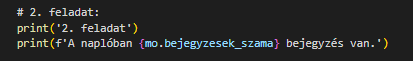 # 2. feladat:
print('2. feladat')
print(f'A naplóban {mo.bejegyzesek_szama} bejegyzés van.')